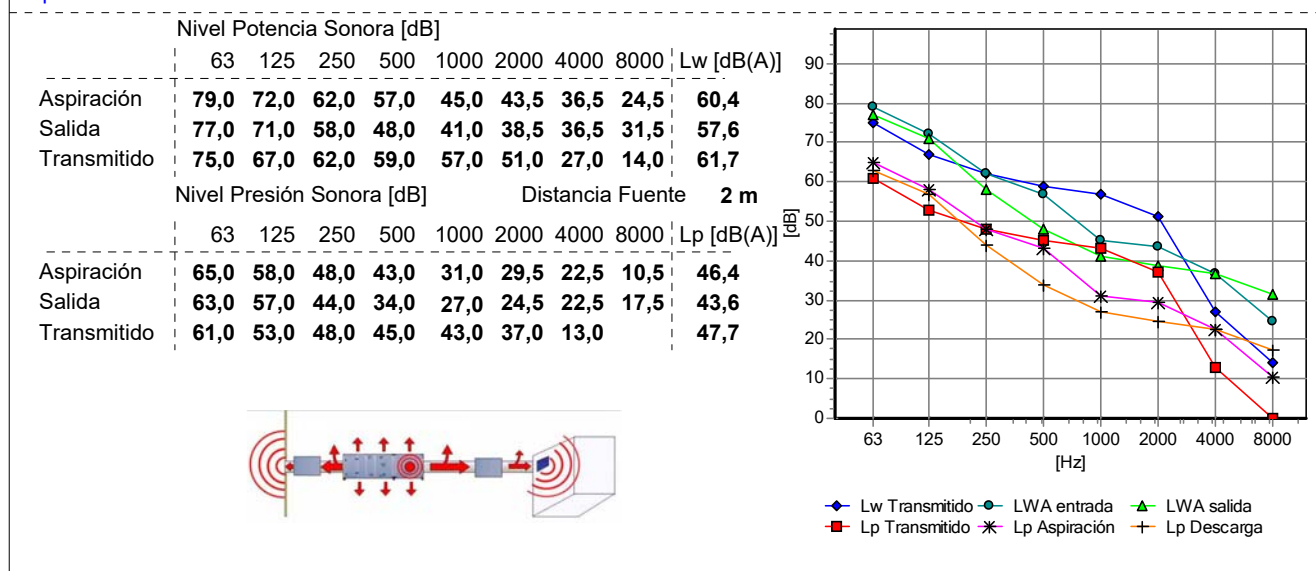 Nivel Potencia Sonora [dB]
63 125 250 500 1000 2000 4000 8000 Lw [dB(A)]
Aspiración 79,0 72,0 62,0 57,0 45,0 43,5 36,5 24,5 60,4
Salida 77,0 71,0 58,0 48,0 41,0 38,5 36,5 31,5 57,6
Transmitido 75,0 67,0 62,0 59,0 57,0 51,0 27,0 14,0 61,7
Nivel Presión Sonora [dB] Distancia Fuente 2 m
63 125 250 500 1000 2000 4000 8000 Lp [dB(A)]
Aspiración 65,0 58,0 48,0 43,0 31,0 29,5 22,5 10,5 46,4
Salida 63,0 57,0 44,0 34,0 27,0 24,5 22,5 17,5 43,6
Transmitido 61,0 53,0 48,0 45,0 43,0 37,0 13,0 47,7
90
80
70
60
50
40
30
20
10
0
[dB]
63 125 250 500 1000 2000 4000 8000
[Hz]
Lw Transmitido LWA entrada LWA salida
Lp Transmitido Lp Aspiración Lp Descarga